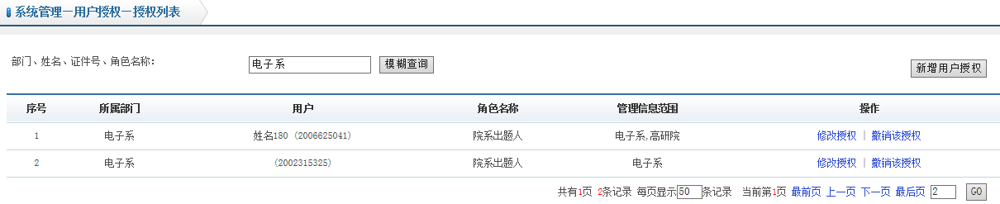 系统管理－用户授权－授权列表
部门、姓名、证件号、角色名称： 电子系 模糊查询
新增用户授权
序号 所属部门 用户 角色名称 管理信息范围 操作
1 电子系 姓名180 (2006625041) 院系出题人 电子系,高研院 修改授权 | 撤销该授权
2 电子系 (2002315325) 院系出题人 电子系 修改授权 | 撤销该授权
共有1页 2条记录 每页显示50条记录 当前第1页 最前页 上一页 下一页 最后页 2 GO